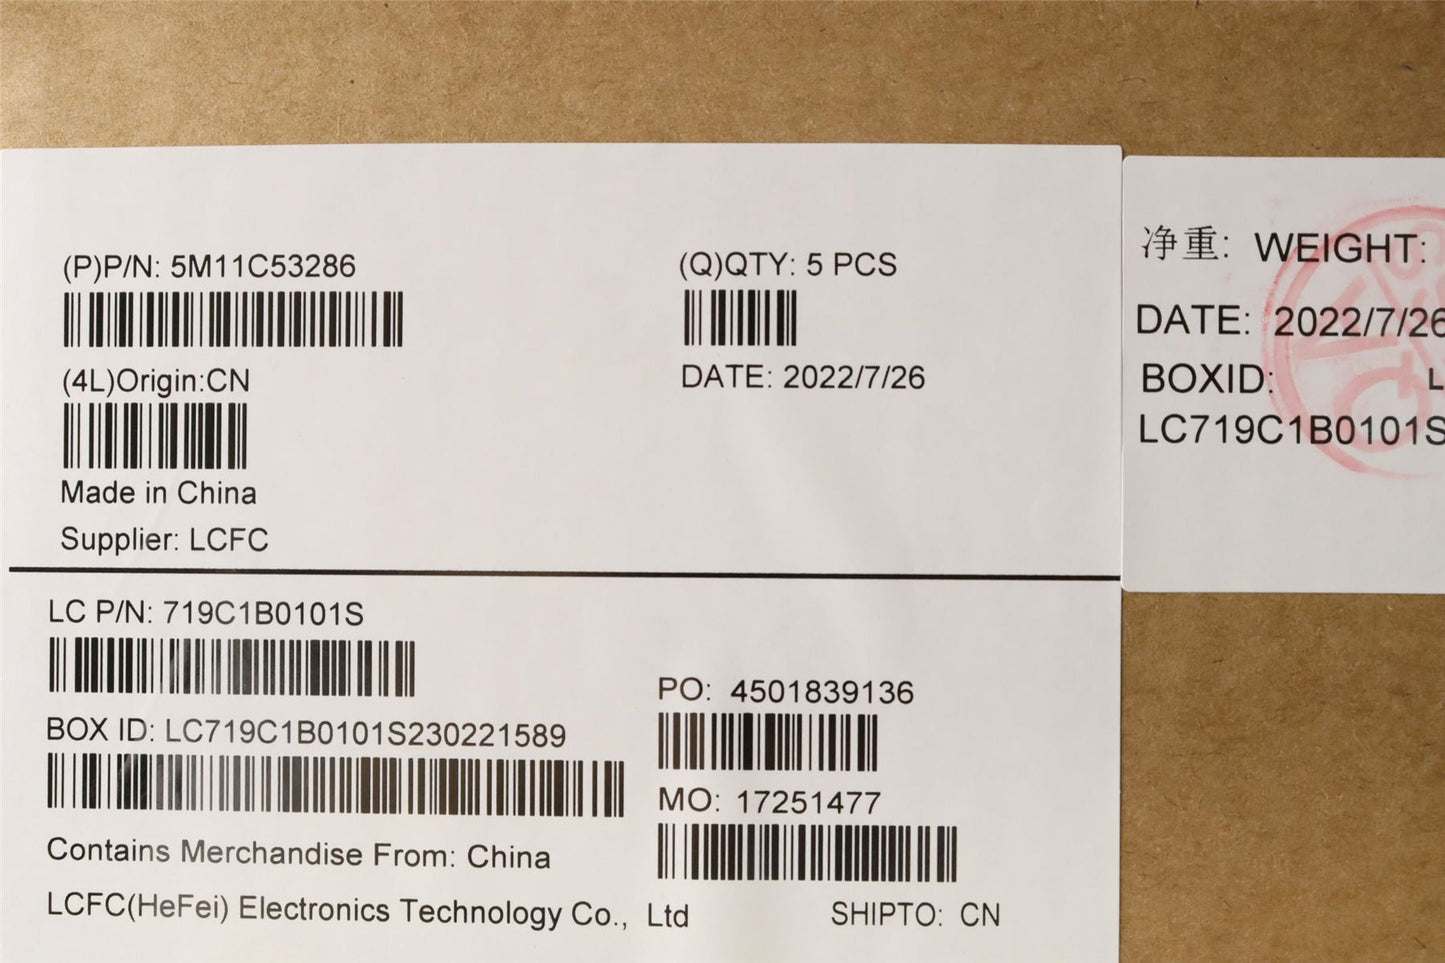 (P)P/N: 5M11C53286
(Q)QTY: 5 PCS
(4L)Origin:CN
DATE: 2022/7/26
Made in China
Supplier: LCFC
LC P/N: 719C1B0101S
PO: 4501839136
BOX ID: LC719C1B0101S230221589
MO: 17251477
Contains Merchandise From: China
LCFC(HeFei) Electronics Technology Co., Ltd
SHIPTO: CN
净重: WEIGHT:
DATE: 2022/7/26
BOXID: L
LC719C1B0101S